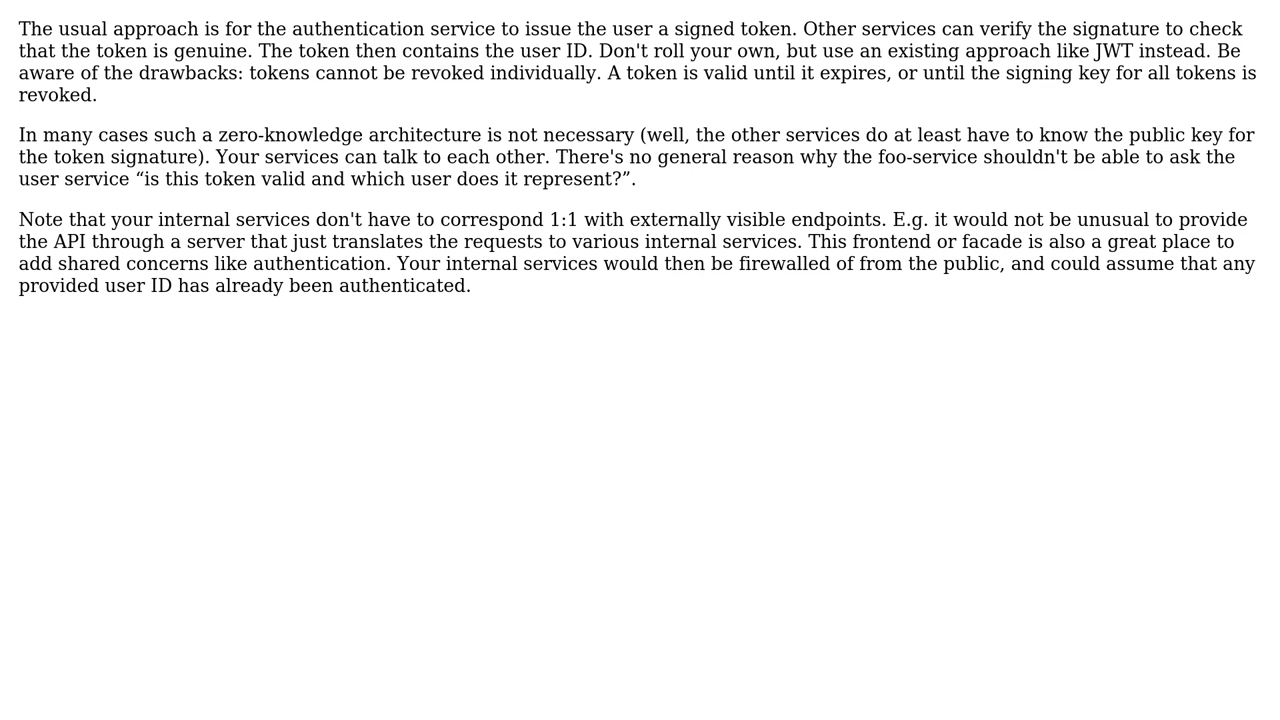 The usual approach is for the authentication service to issue the user a signed token. Other services can verify the signature to check
that the token is genuine. The token then contains the user ID. Don't roll your own, but use an existing approach like JWT instead. Be
aware of the drawbacks: tokens cannot be revoked individually. A token is valid until it expires, or until the signing key for all tokens is
revoked.
In many cases such a zero-knowledge architecture is not necessary (well, the other services do at least have to know the public key for
the token signature). Your services can talk to each other. There's no general reason why the foo-service shouldn't be able to ask the
user service “is this token valid and which user does it represent?”.
Note that your internal services don't have to correspond 1:1 with externally visible endpoints. E.g. it would not be unusual to provide
the API through a server that just translates the requests to various internal services. This frontend or facade is also a great place to
add shared concerns like authentication. Your internal services would then be firewalled of from the public, and could assume that any
provided user ID has already been authenticated.